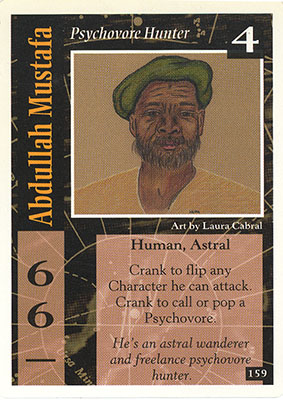 Abdullah Mustafa
Psychovore Hunter
4
Art by Laura Cabral
6
6
—
Human, Astral
Crank to flip any
Character he can attack.
Crank to call or pop a
Psychovore.
He's an astral wanderer
and freelance psychovore
hunter.
159